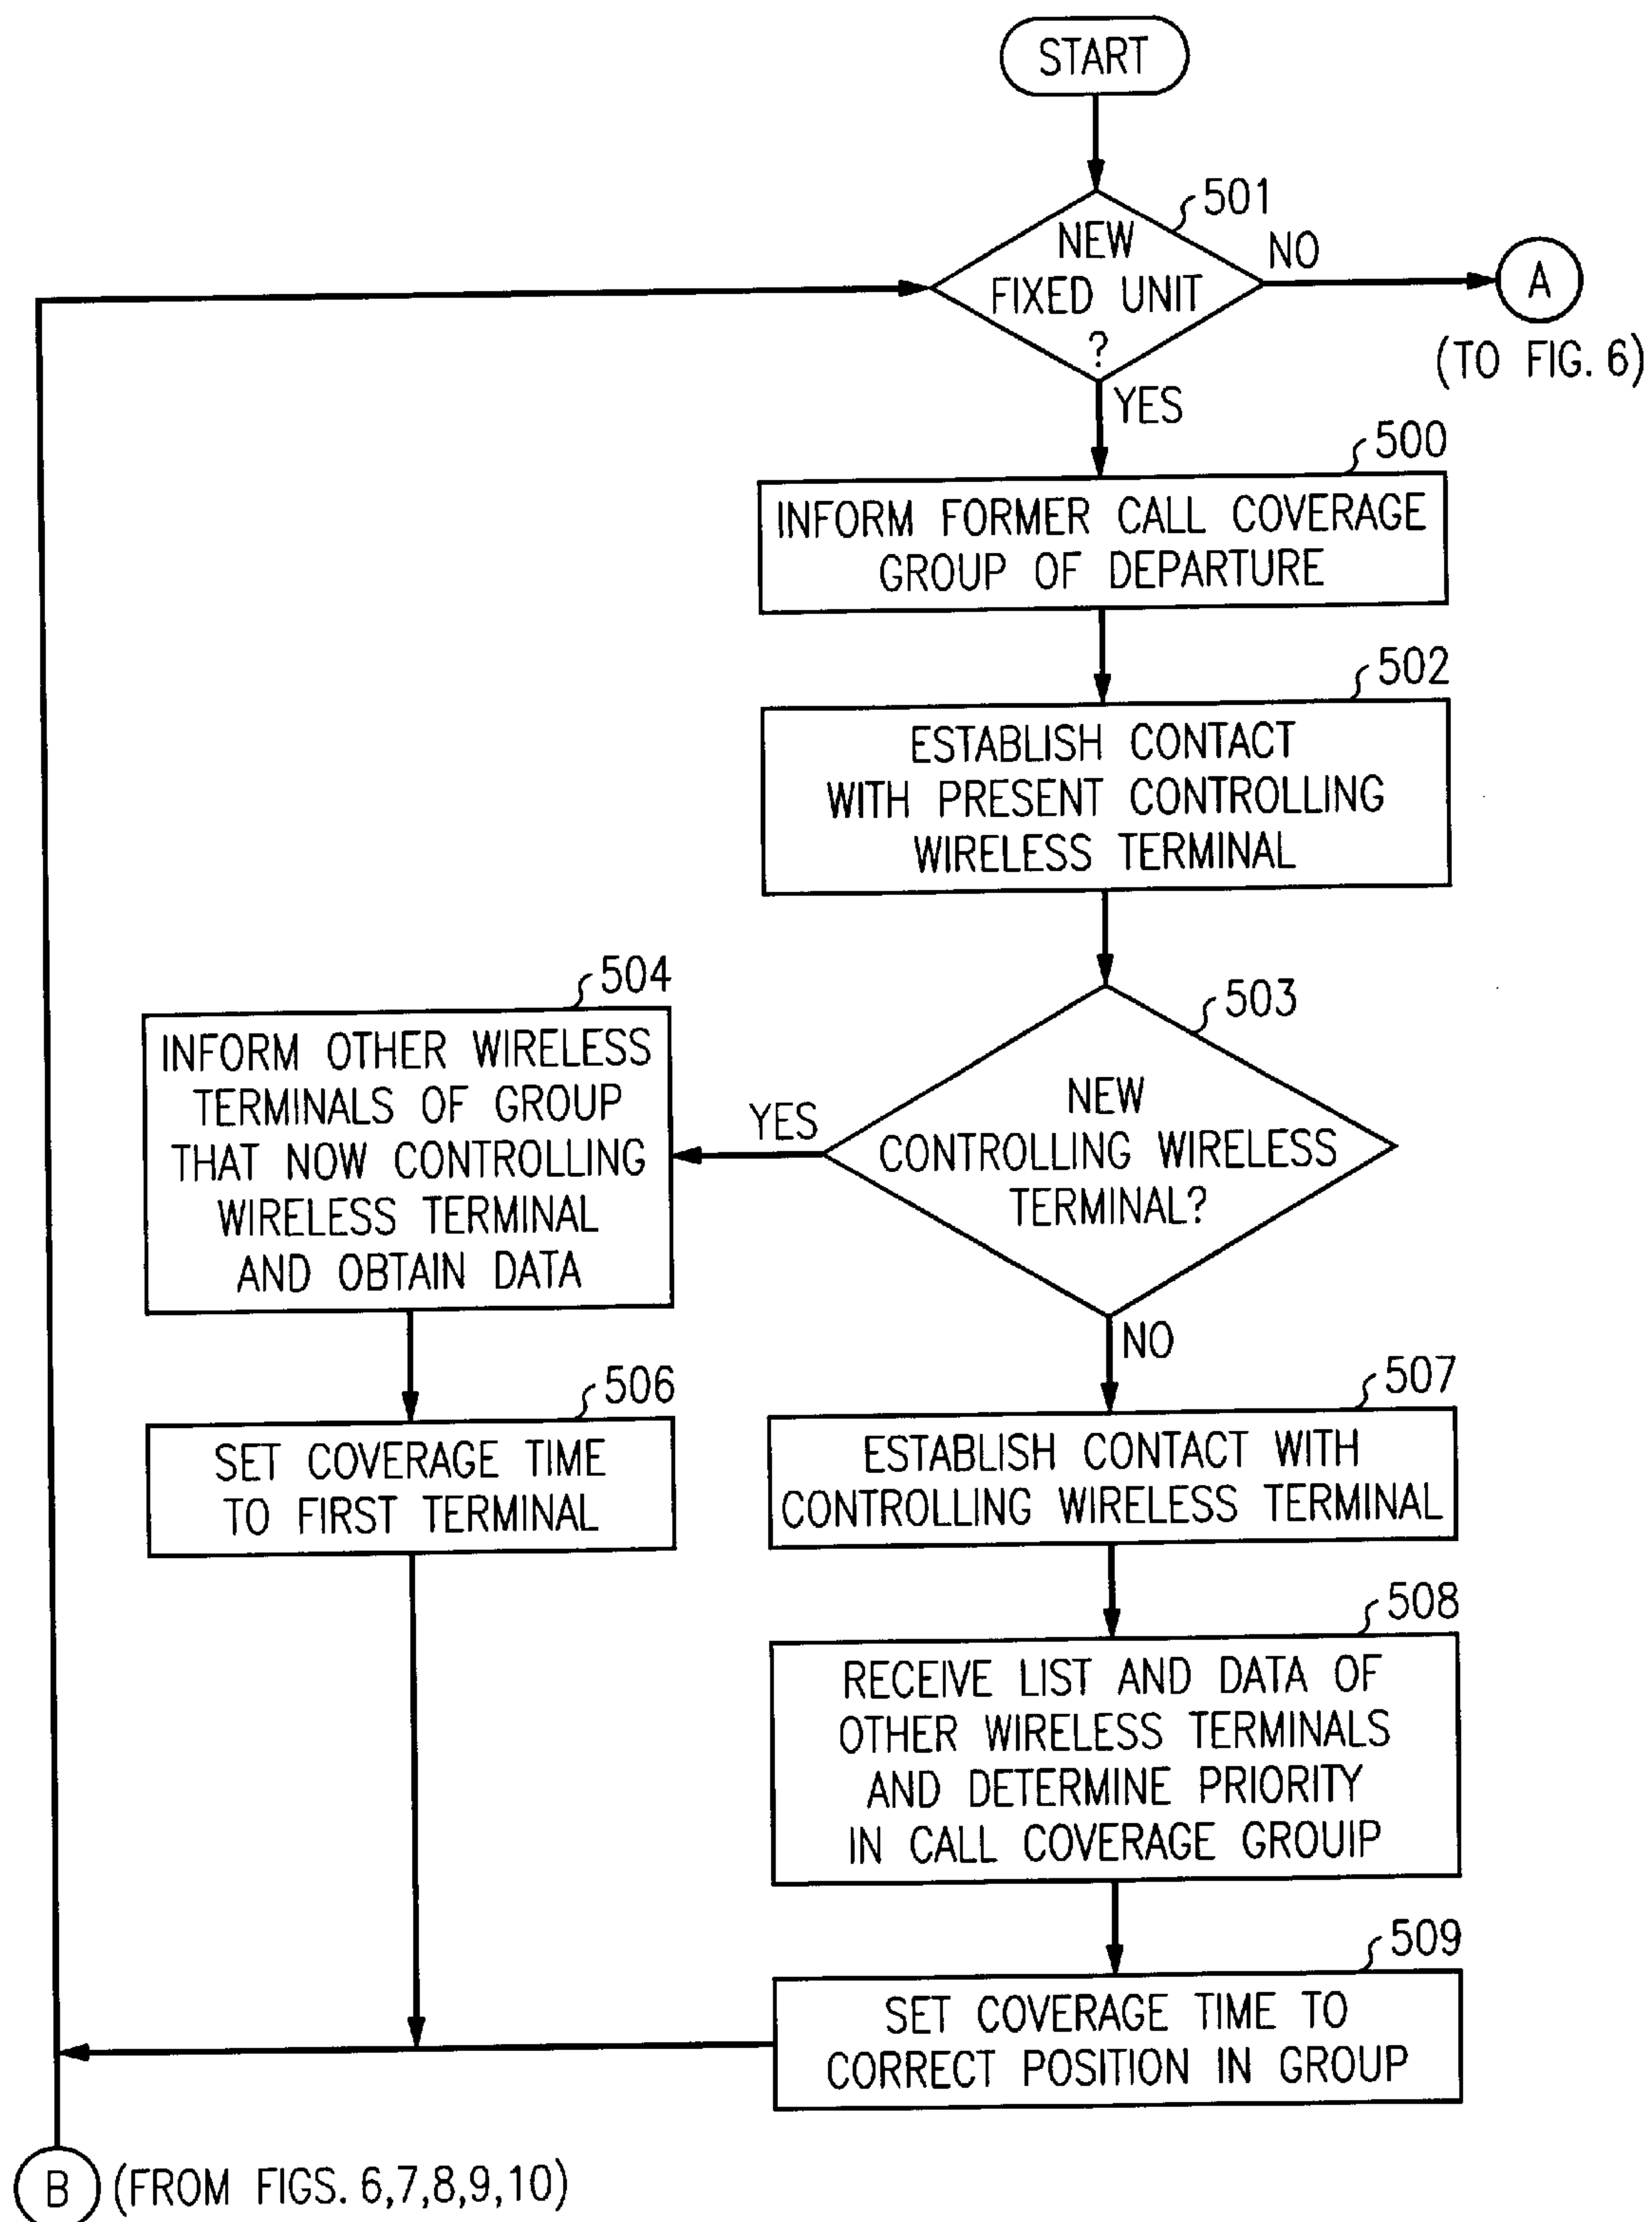 START
501
NEW
FIXED UNIT
?
NO
A
(TO FIG. 6)
YES
500
INFORM FORMER CALL COVERAGE
GROUP OF DEPARTURE
502
ESTABLISH CONTACT
WITH PRESENT CONTROLLING
WIRELESS TERMINAL
503
NEW
CONTROLLING WIRELESS
TERMINAL?
YES
504
INFORM OTHER WIRELESS
TERMINALS OF GROUP
THAT NOW CONTROLLING
WIRELESS TERMINAL
AND OBTAIN DATA
506
SET COVERAGE TIME
TO FIRST TERMINAL
NO
507
ESTABLISH CONTACT WITH
CONTROLLING WIRELESS TERMINAL
508
RECEIVE LIST AND DATA OF
OTHER WIRELESS TERMINALS
AND DETERMINE PRIORITY
IN CALL COVERAGE GROUIP
509
SET COVERAGE TIME TO
CORRECT POSITION IN GROUP
B
(FROM FIGS. 6,7,8,9,10)